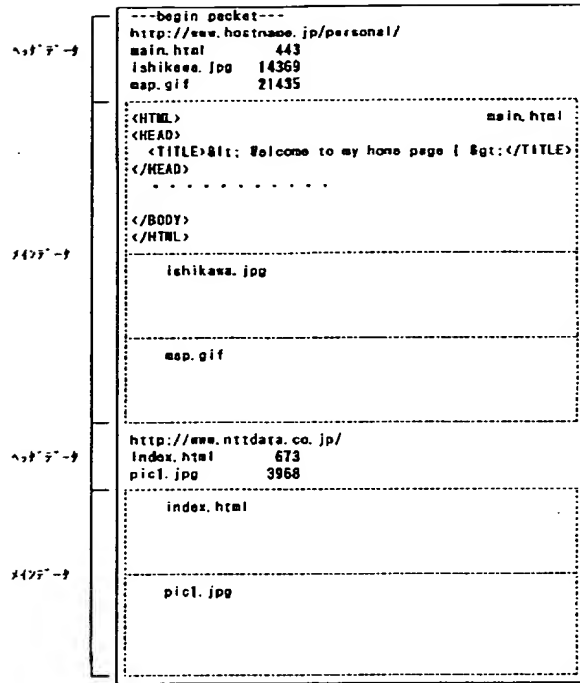 ---begin packet---
http://www.hostname.jp/personal/
ﾍｯﾀﾞﾃﾞｰﾀ
main.html 443
ishikawa.jpg 14369
map.gif 21435
<HTML> main.html
<HEAD>
<TITLE>&lt; Welcome to my home page ! &gt;</TITLE>
</HEAD>
. . . . . . . . . . .
</BODY>
</HTML>
ﾒｲﾝﾃﾞｰﾀ
ishikawa.jpg
map.gif
http://www.nttdata.co.jp/
ﾍｯﾀﾞﾃﾞｰﾀ
index.html 673
pic1.jpg 3968
index.html
ﾒｲﾝﾃﾞｰﾀ
pic1.jpg